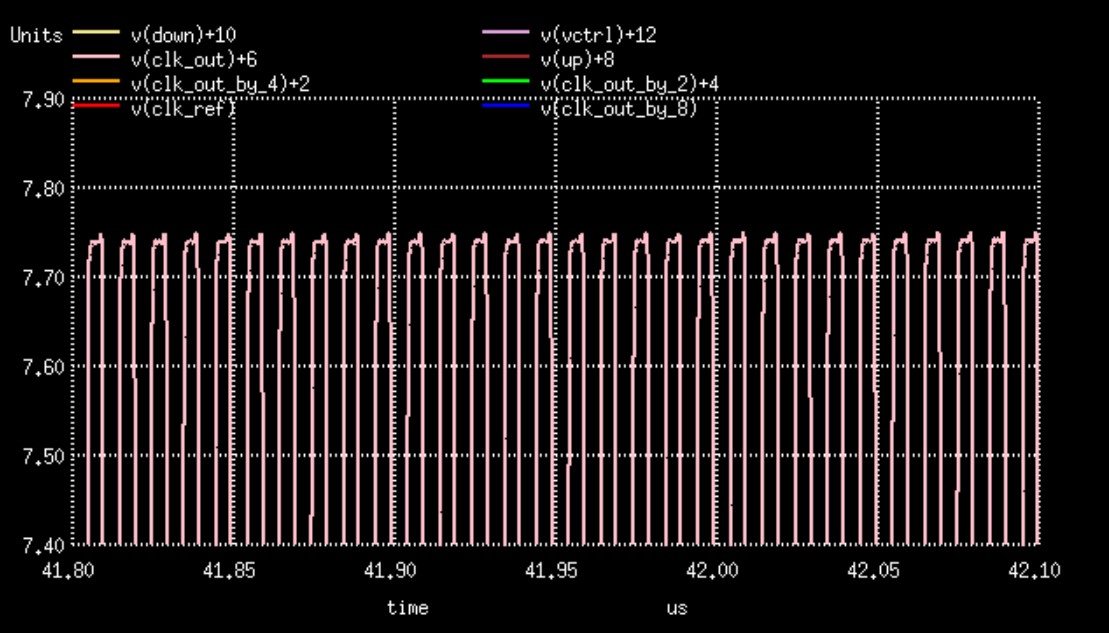 Units v(down)+10 v(vctrl)+12
v(clk_out)+6 v(up)+8
v(clk_out_by_4)+2 v(clk_out_by_2)+4
v(clk_ref) v(clk_out_by_8)
7.90
7.80
7.70
7.60
7.50
7.40
41.80 41.85 41.90 41.95 42.00 42.05 42.10
time us